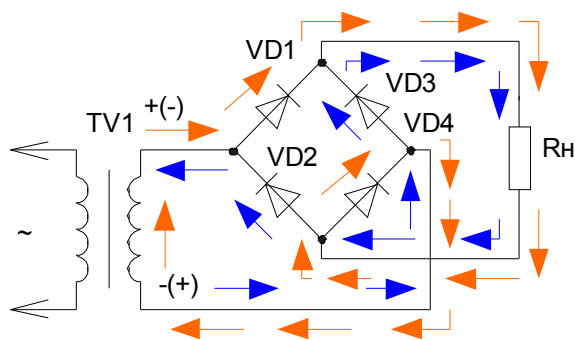 VD1
VD3
+(-)
TV1
VD4
VD2
Rн
~
-(+)